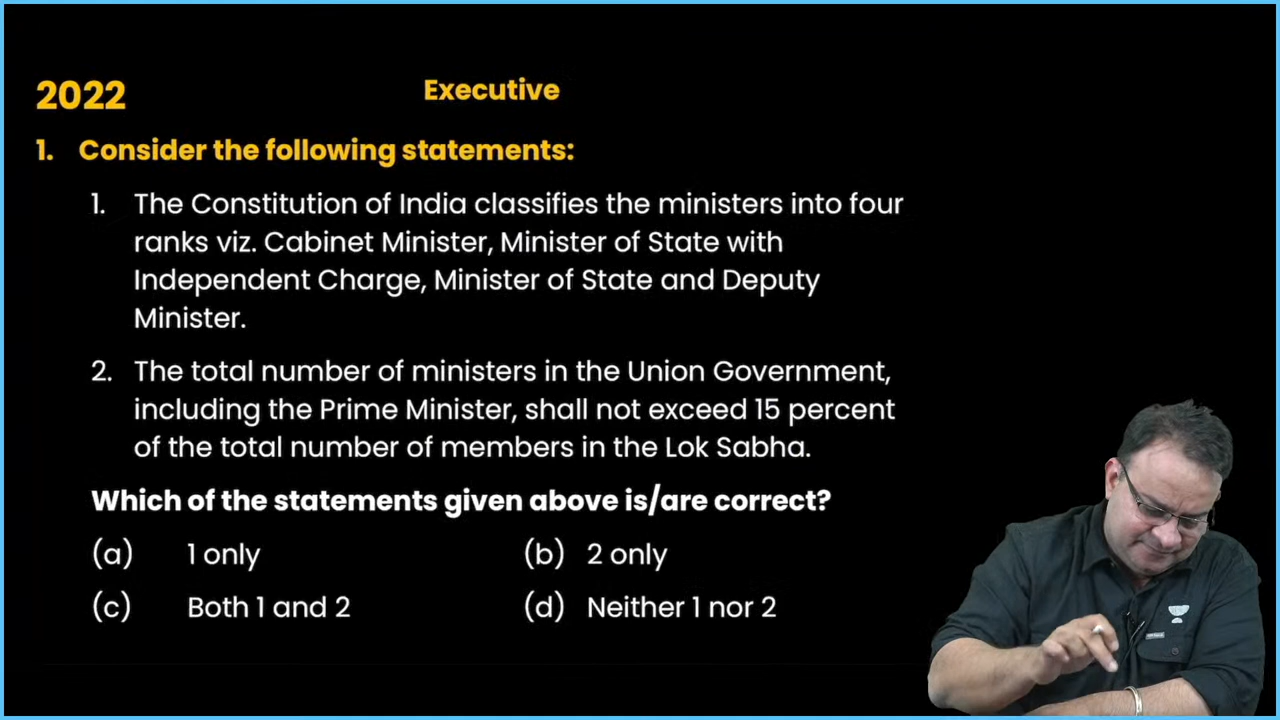 2022
Executive
1. Consider the following statements:
1. The Constitution of India classifies the ministers into four
ranks viz. Cabinet Minister, Minister of State with
Independent Charge, Minister of State and Deputy
Minister.
2. The total number of ministers in the Union Government,
including the Prime Minister, shall not exceed 15 percent
of the total number of members in the Lok Sabha.
Which of the statements given above is/are correct?
(a) 1 only (b) 2 only
(c) Both 1 and 2 (d) Neither 1 nor 2